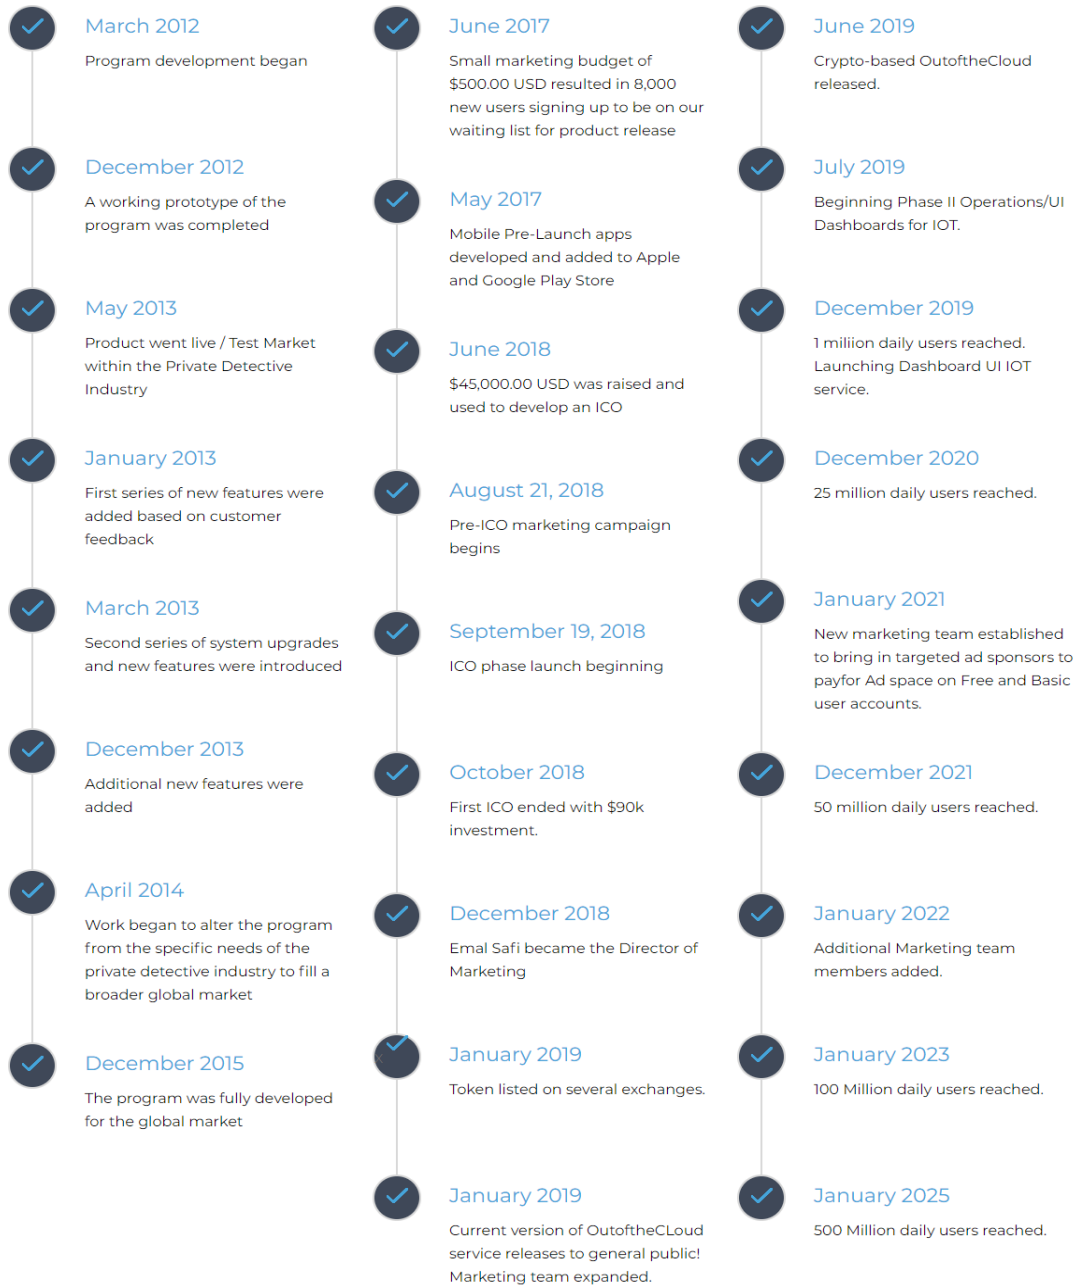 March 2012
Program development began
December 2012
A working prototype of the
program was completed
May 2013
Product went live / Test Market
within the Private Detective
Industry
January 2013
First series of new features were
added based on customer
feedback
March 2013
Second series of system upgrades
and new features were introduced
December 2013
Additional new features were
added
April 2014
Work began to alter the program
from the specific needs of the
private detective industry to fill a
broader global market
December 2015
The program was fully developed
for the global market
June 2017
Small marketing budget of
$500.00 USD resulted in 8,000
new users signing up to be on our
waiting list for product release
May 2017
Mobile Pre-Launch apps
developed and added to Apple
and Google Play Store
June 2018
$45,000.00 USD was raised and
used to develop an ICO
August 21, 2018
Pre-ICO marketing campaign
begins
September 19, 2018
ICO phase launch beginning
October 2018
First ICO ended with $90k
investment.
December 2018
Emal Safi became the Director of
Marketing
x
January 2019
Token listed on several exchanges.
January 2019
Current version of OutoftheCLoud
service releases to general public!
Marketing team expanded.
June 2019
Crypto-based OutoftheCloud
released.
July 2019
Beginning Phase II Operations/UI
Dashboards for IOT.
December 2019
1 miliion daily users reached.
Launching Dashboard UI IOT
service.
December 2020
25 million daily users reached.
January 2021
New marketing team established
to bring in targeted ad sponsors to
payfor Ad space on Free and Basic
user accounts.
December 2021
50 million daily users reached.
January 2022
Additional Marketing team
members added.
January 2023
100 Million daily users reached.
January 2025
500 Million daily users reached.